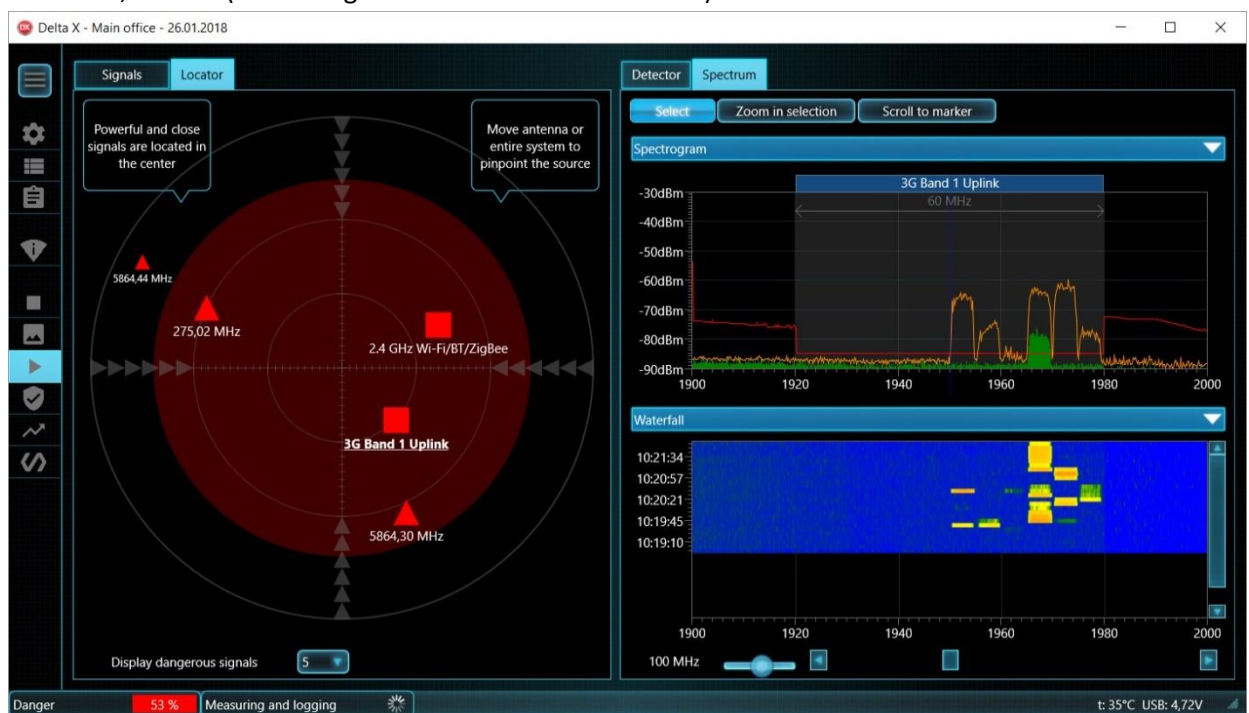 Delta X - Main office - 26.01.2018
Signals
Locator
Powerful and close
signals are located in
the center
Move antenna or
entire system to
pinpoint the source
5864,44 MHz
275,02 MHz
2.4 GHz Wi-Fi/BT/ZigBee
3G Band 1 Uplink
5864,30 MHz
Display dangerous signals
5
Detector
Spectrum
Select
Zoom in selection
Scroll to marker
Spectrogram
3G Band 1 Uplink
60 MHz
-30dBm
-40dBm
-50dBm
-60dBm
-70dBm
-80dBm
-90dBm
1900 1920 1940 1960 1980 2000
Waterfall
10:21:34
10:20:57
10:20:21
10:19:45
10:19:10
1900 1920 1940 1960 1980 2000
100 MHz
Danger 53 % Measuring and logging t: 35°C USB: 4,72V